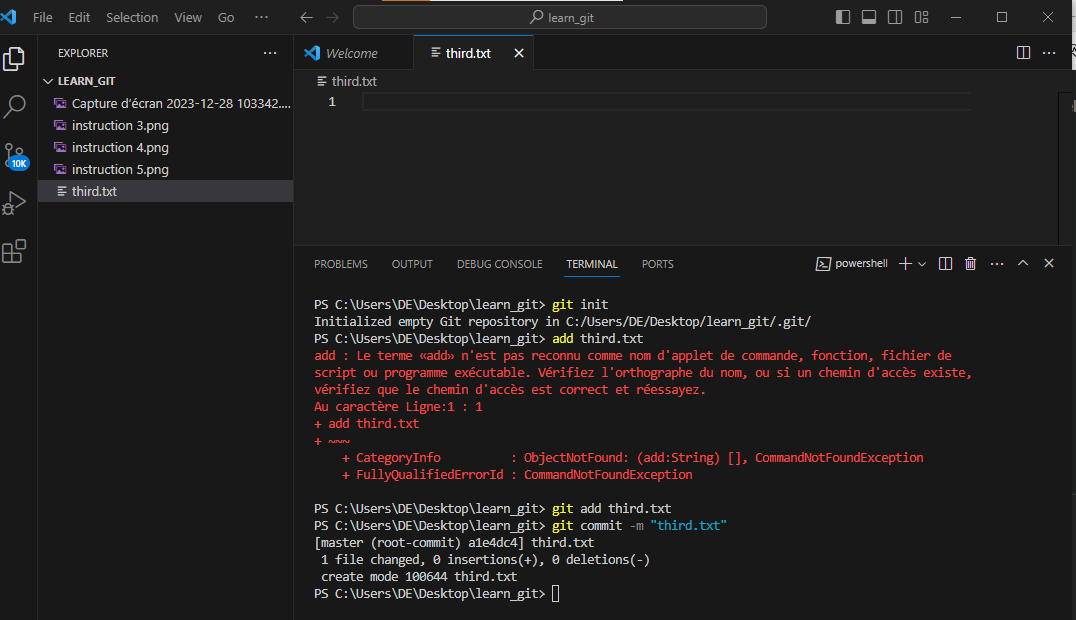 File Edit Selection View Go ··· learn_git
EXPLORER ···
LEARN_GIT
Capture d'écran 2023-12-28 103342....
instruction 3.png
instruction 4.png
instruction 5.png
third.txt
10K
Welcome third.txt
third.txt
1
PROBLEMS OUTPUT DEBUG CONSOLE TERMINAL PORTS powershell
PS C:\Users\DE\Desktop\learn_git> git init
Initialized empty Git repository in C:/Users/DE/Desktop/learn_git/.git/
PS C:\Users\DE\Desktop\learn_git> add third.txt
add : Le terme «add» n'est pas reconnu comme nom d'applet de commande, fonction, fichier de
script ou programme exécutable. Vérifiez l'orthographe du nom, ou si un chemin d'accès existe,
vérifiez que le chemin d'accès est correct et réessayez.
Au caractère Ligne:1 : 1
+ add third.txt
+ ~~~
+ CategoryInfo : ObjectNotFound: (add:String) [], CommandNotFoundException
+ FullyQualifiedErrorId : CommandNotFoundException
PS C:\Users\DE\Desktop\learn_git> git add third.txt
PS C:\Users\DE\Desktop\learn_git> git commit -m "third.txt"
[master (root-commit) a1e4dc4] third.txt
1 file changed, 0 insertions(+), 0 deletions(-)
create mode 100644 third.txt
PS C:\Users\DE\Desktop\learn_git>